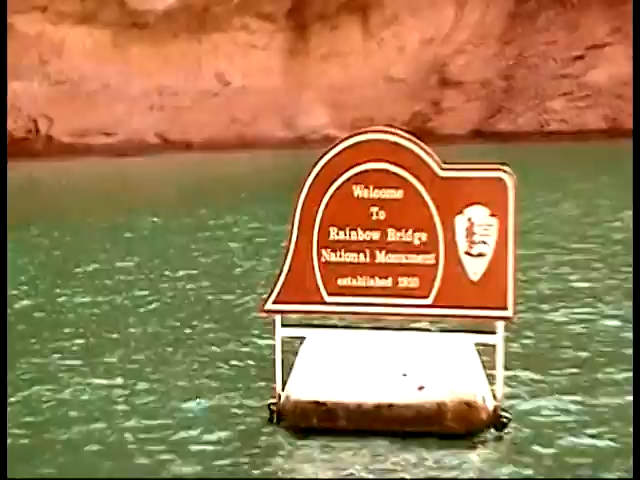 Welcome
To
Rainbow Bridge
National Monument
established 1910